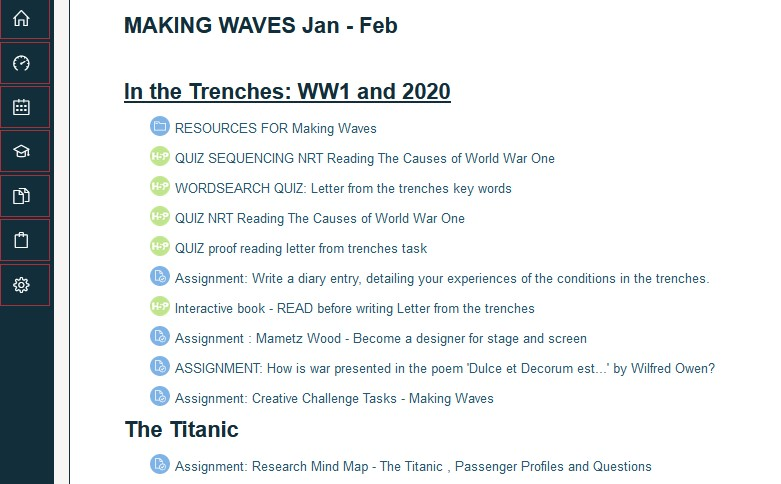 MAKING WAVES Jan - Feb
In the Trenches: WW1 and 2020
RESOURCES FOR Making Waves
H-P QUIZ SEQUENCING NRT Reading The Causes of World War One
H-P WORDSEARCH QUIZ: Letter from the trenches key words
H-P QUIZ NRT Reading The Causes of World War One
H-P QUIZ proof reading letter from trenches task
Assignment: Write a diary entry, detailing your experiences of the conditions in the trenches.
H-P Interactive book - READ before writing Letter from the trenches
Assignment : Mametz Wood - Become a designer for stage and screen
ASSIGNMENT: How is war presented in the poem 'Dulce et Decorum est...' by Wilfred Owen?
Assignment: Creative Challenge Tasks - Making Waves
The Titanic
Assignment: Research Mind Map - The Titanic , Passenger Profiles and Questions